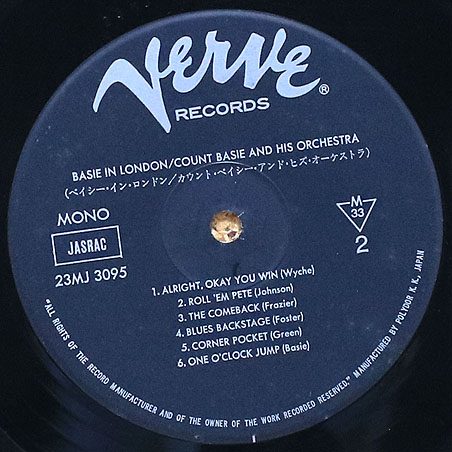 VERVE ®
RECORDS
BASIE IN LONDON/COUNT BASIE AND HIS ORCHESTRA
(ベイシー・イン・ロンドン/カウント・ベイシー・アンド・ヒズ・オーケストラ)
MONO
JASRAC
23MJ 3095
M
33
2
1. ALRIGHT, OKAY YOU WIN (Wyche)
2. ROLL 'EM PETE (Johnson)
3. THE COMEBACK (Frazier)
4. BLUES BACKSTAGE (Foster)
5. CORNER POCKET (Green)
6. ONE O'CLOCK JUMP (Basie)
"ALL RIGHTS OF THE RECORD MANUFACTURER AND OF THE OWNER OF THE WORK RECORDED RESERVED." MANUFACTURED BY POLYDOR K.K., JAPAN